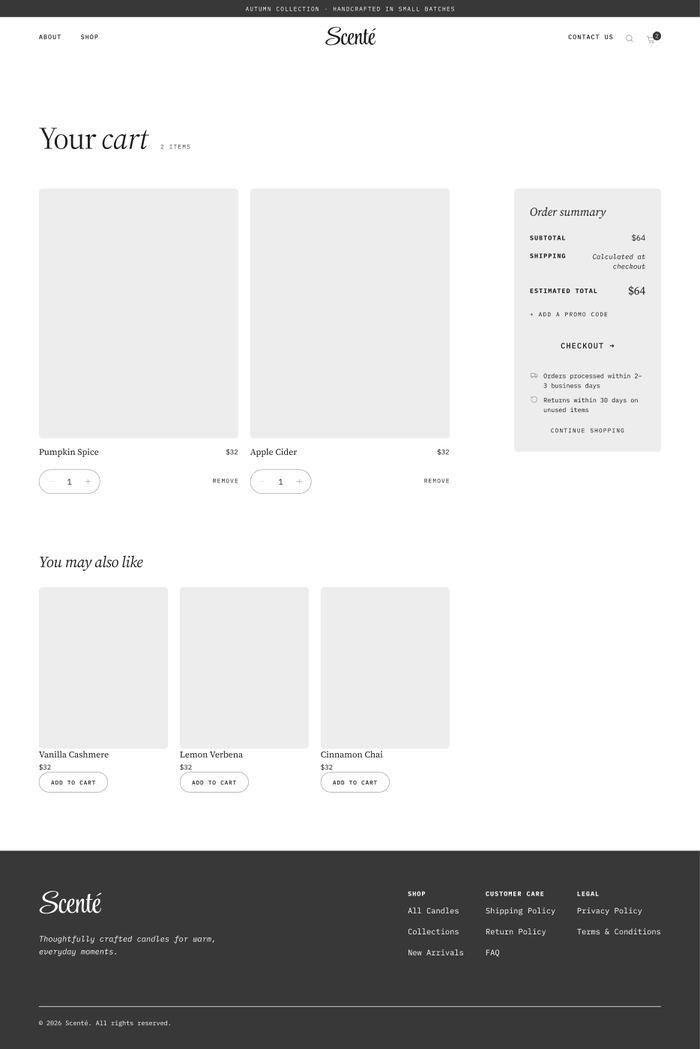 AUTUMN COLLECTION · HANDCRAFTED IN SMALL BATCHES
ABOUT
SHOP
Scenté
CONTACT US
2
Your cart
2 ITEMS
Pumpkin Spice
$32
− 1 +
REMOVE
Apple Cider
$32
− 1 +
REMOVE
Order summary
SUBTOTAL
$64
SHIPPING
Calculated at
checkout
ESTIMATED TOTAL
$64
+ ADD A PROMO CODE
CHECKOUT →
Orders processed within 2–
3 business days
Returns within 30 days on
unused items
CONTINUE SHOPPING
You may also like
Vanilla Cashmere
$32
ADD TO CART
Lemon Verbena
$32
ADD TO CART
Cinnamon Chai
$32
ADD TO CART
Scenté
Thoughtfully crafted candles for warm,
everyday moments.
SHOP
All Candles
Collections
New Arrivals
CUSTOMER CARE
Shipping Policy
Return Policy
FAQ
LEGAL
Privacy Policy
Terms & Conditions
© 2026 Scenté. All rights reserved.